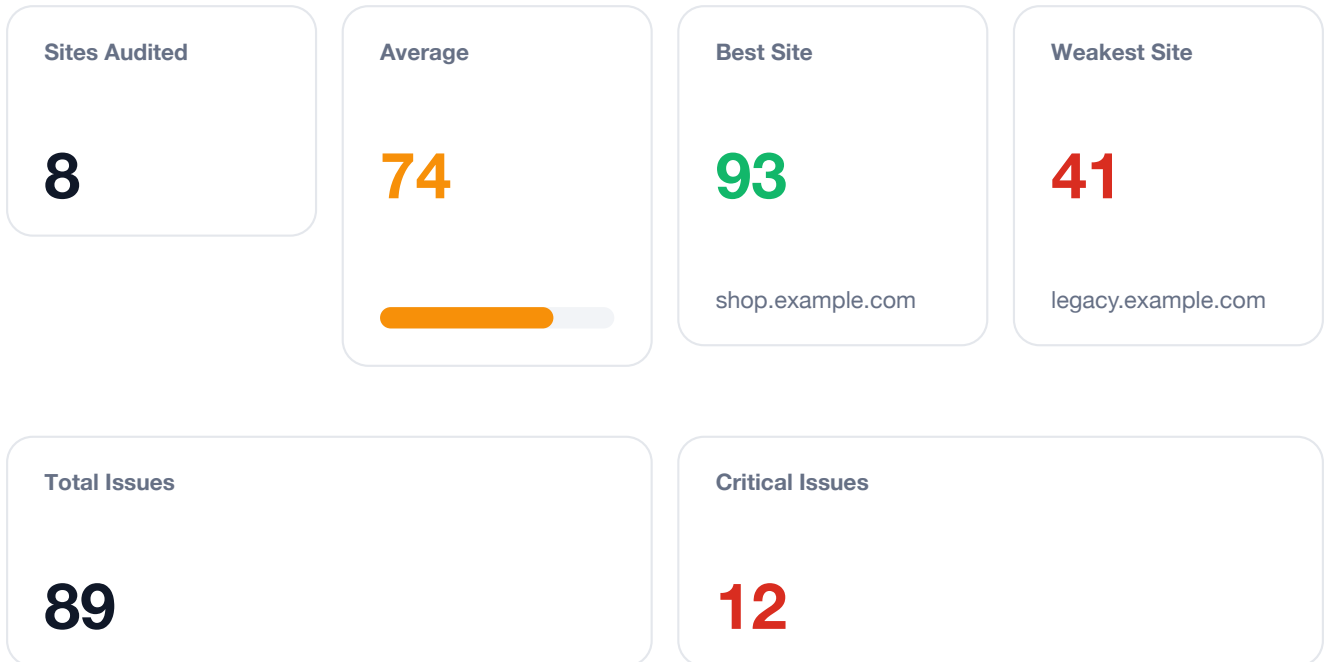 Sites Audited
8
Average
74
Best Site
93
shop.example.com
Weakest Site
41
legacy.example.com
Total Issues
89
Critical Issues
12